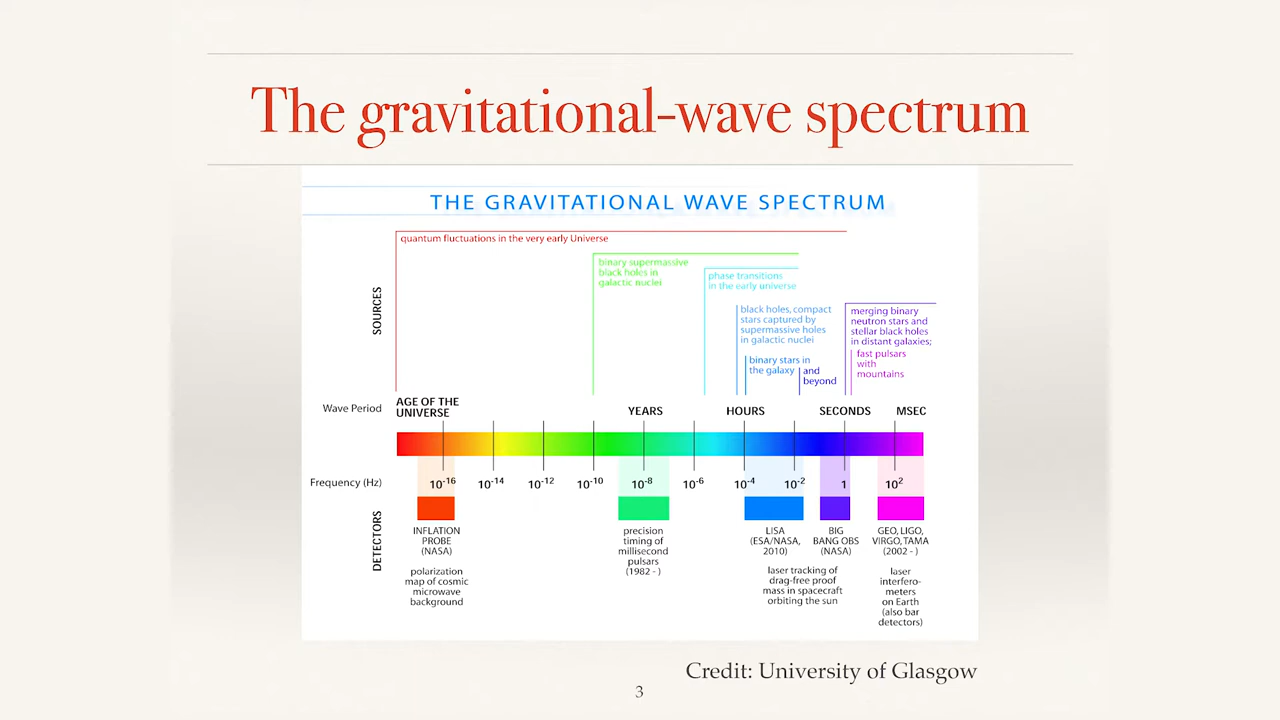 The gravitational-wave spectrum
THE GRAVITATIONAL WAVE SPECTRUM
SOURCES
quantum fluctuations in the very early Universe
binary supermassive
black holes in
galactic nuclei
phase transitions
in the early universe
black holes, compact
stars captured by
supermassive holes
in galactic nuclei
binary stars in
the galaxy
and
beyond
merging binary
neutron stars and
stellar black holes
in distant galaxies;
fast pulsars
with
mountains
Wave Period
AGE OF THE
UNIVERSE
YEARS
HOURS
SECONDS
MSEC
Frequency (Hz)
10⁻¹⁶
10⁻¹⁴
10⁻¹²
10⁻¹⁰
10⁻⁸
10⁻⁶
10⁻⁴
10⁻²
1
10²
DETECTORS
INFLATION
PROBE
(NASA)
polarization
map of cosmic
microwave
background
precision
timing of
millisecond
pulsars
(1982 - )
LISA
(ESA/NASA,
2010)
BIG
BANG OBS
(NASA)
laser tracking of
drag-free proof
mass in spacecraft
orbiting the sun
GEO, LIGO,
VIRGO, TAMA
(2002 - )
laser
interfero-
meters
on Earth
(also bar
detectors)
Credit: University of Glasgow
3